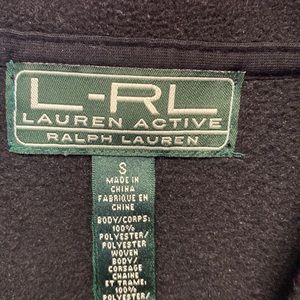 L-RL
LAUREN ACTIVE
RALPH LAUREN
S
MADE IN
CHINA
FABRIQUE EN
CHINE
BODY/CORPS:
100%
POLYESTER/
POLYESTER
WOVEN
BODY/
CORSAGE
CHAINE
ET TRAME:
100%
POLYESTER/